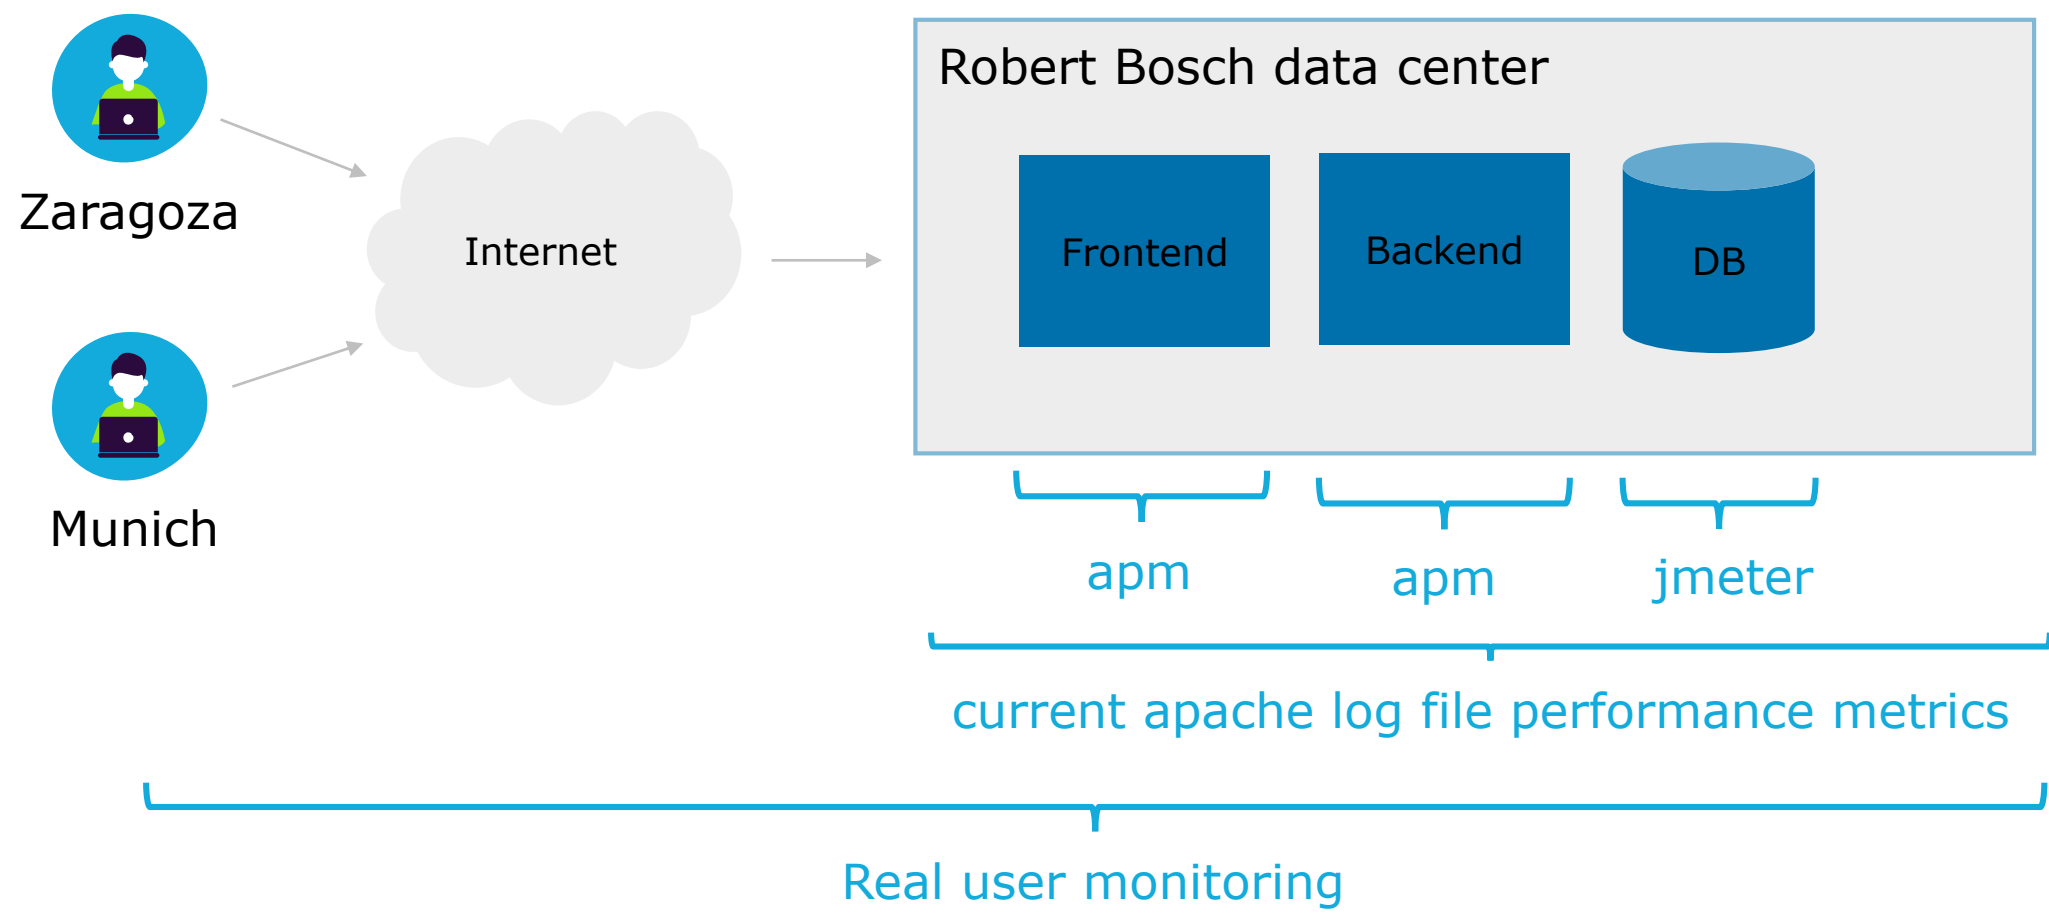 Robert Bosch data center
Zaragoza
Internet
Frontend
Backend
DB
Munich
apm
apm
jmeter
current apache log file performance metrics
Real user monitoring